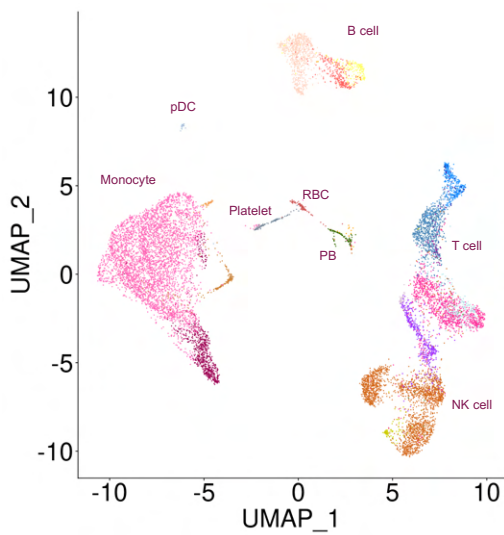 B cell
pDC
Monocyte
RBC
Platelet
PB
T cell
NK cell
UMAP_2
10
5
0
-5
-10
-10
-5
0
5
10
UMAP_1